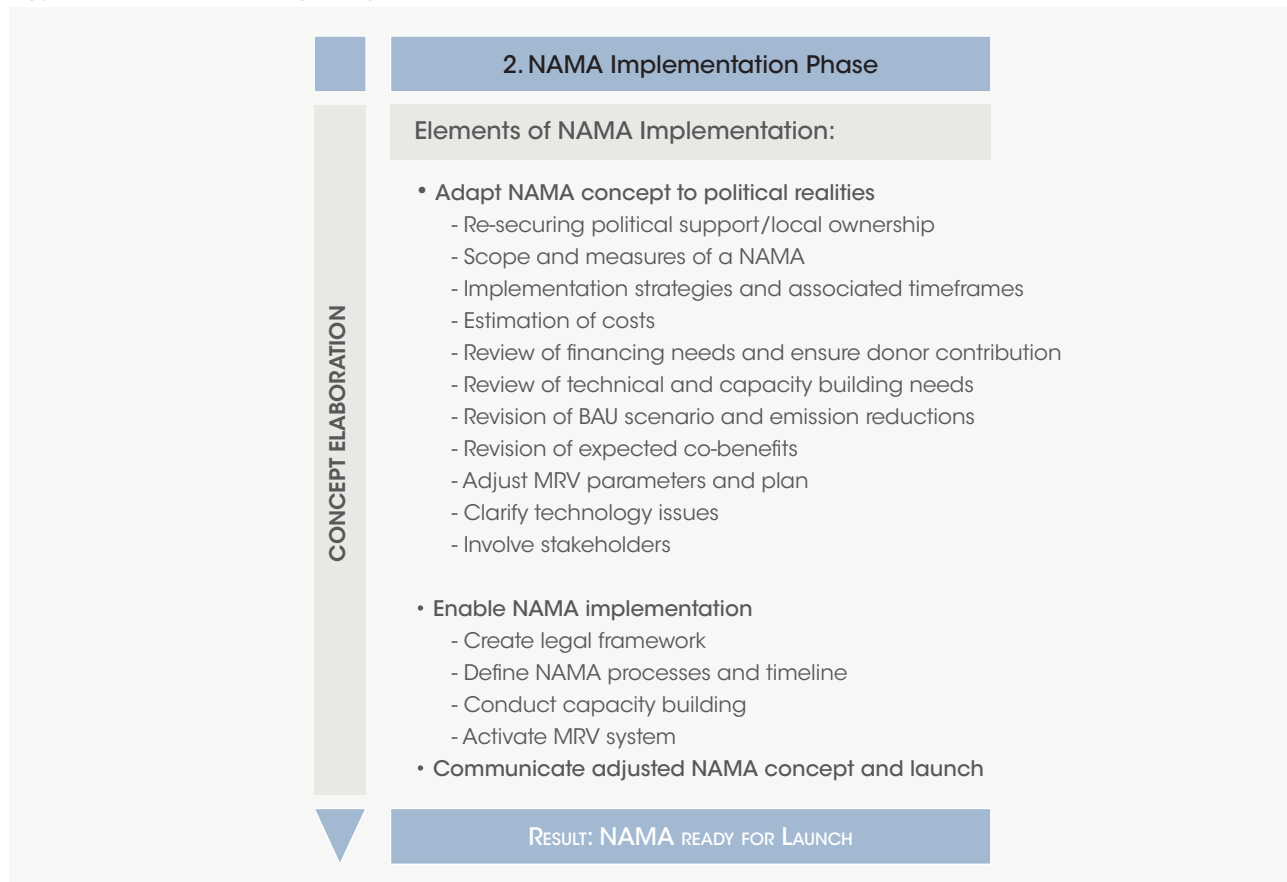 2. NAMA Implementation Phase
Elements of NAMA Implementation:
• Adapt NAMA concept to political realities
- Re-securing political support/local ownership
- Scope and measures of a NAMA
- Implementation strategies and associated timeframes
- Estimation of costs
- Review of financing needs and ensure donor contribution
- Review of technical and capacity building needs
- Revision of BAU scenario and emission reductions
- Revision of expected co-benefits
- Adjust MRV parameters and plan
- Clarify technology issues
- Involve stakeholders
• Enable NAMA implementation
- Create legal framework
- Define NAMA processes and timeline
- Conduct capacity building
- Activate MRV system
• Communicate adjusted NAMA concept and launch
CONCEPT ELABORATION
RESULT: NAMA READY FOR LAUNCH